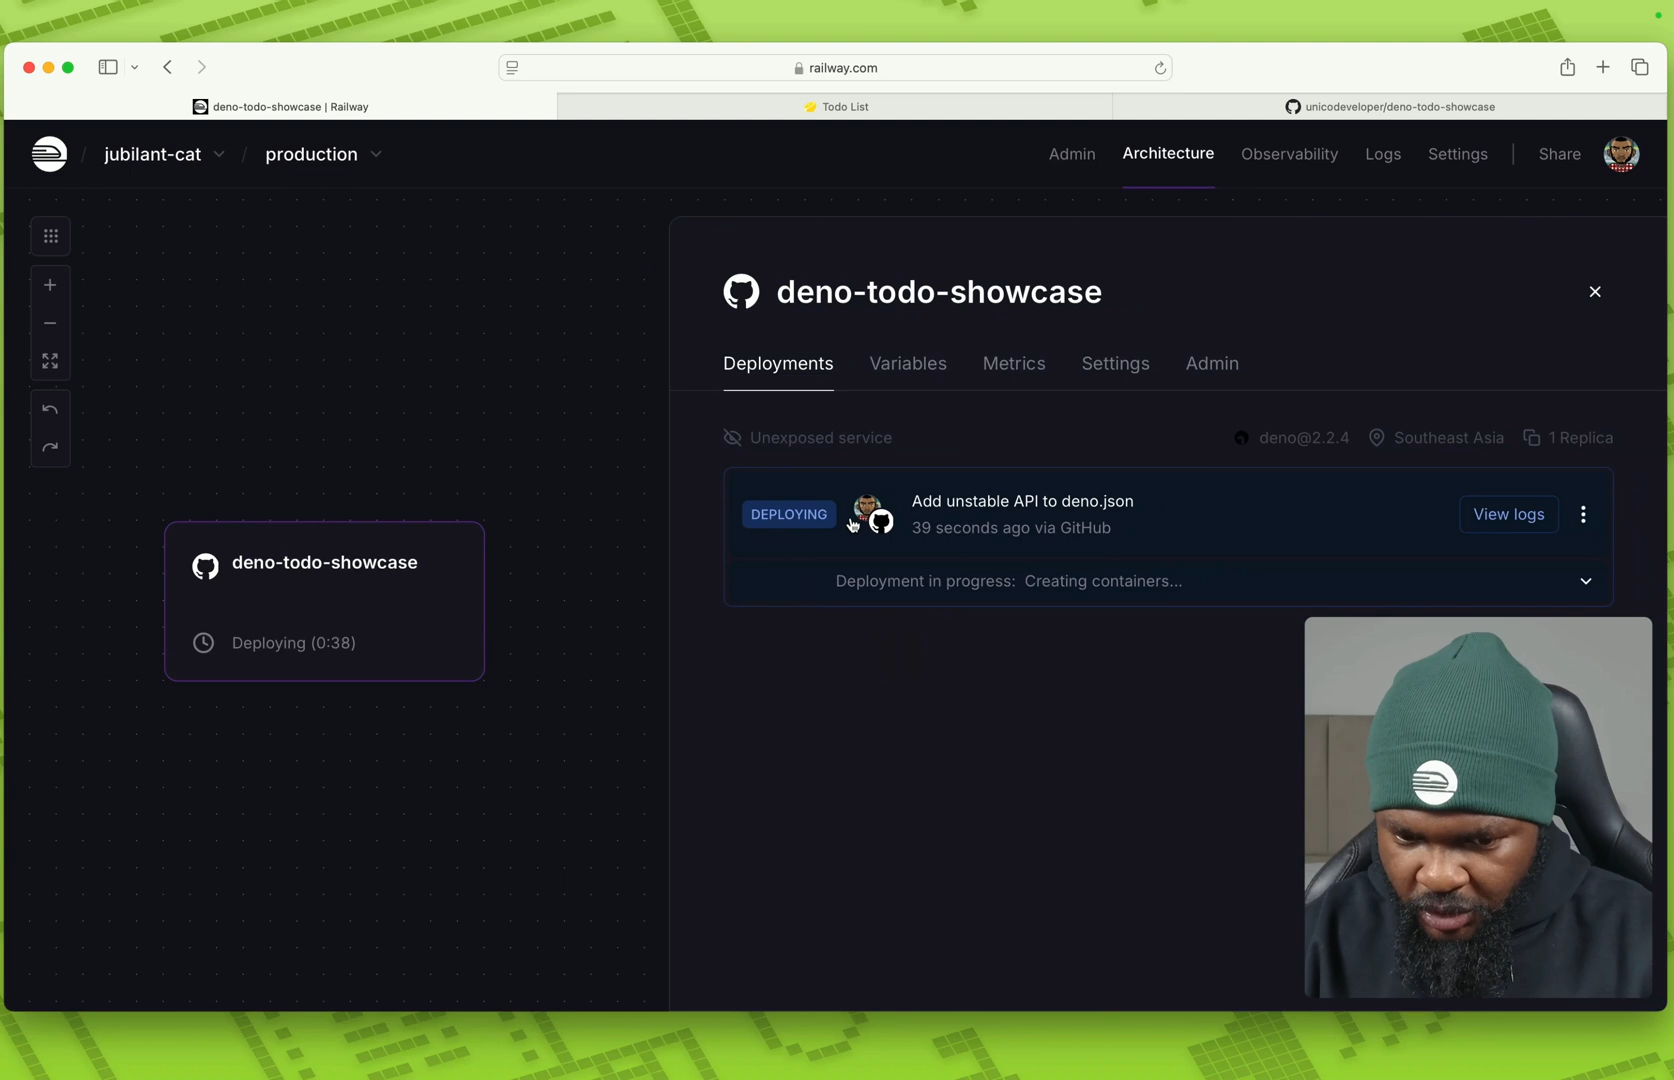 railway.com
deno-todo-showcase | Railway
Todo List
unicodeveloper/deno-todo-showcase
/ jubilant-cat / production
Admin Architecture Observability Logs Settings | Share
deno-todo-showcase
Deployments Variables Metrics Settings Admin
Unexposed service
deno@2.2.4 Southeast Asia 1 Replica
DEPLOYING
Add unstable API to deno.json
39 seconds ago via GitHub
View logs
Deployment in progress: Creating containers...
deno-todo-showcase
Deploying (0:38)